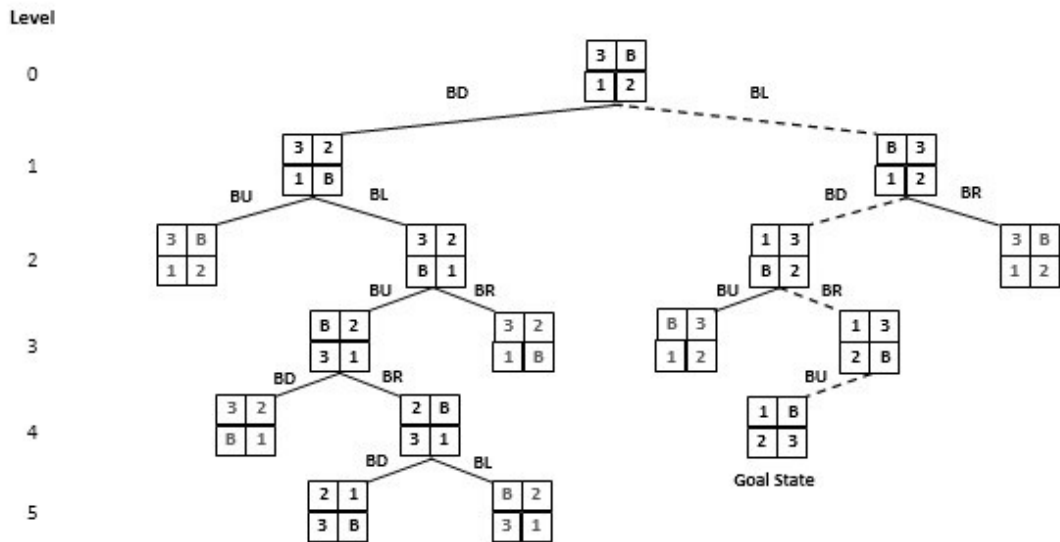 Level
0
3 B
1 2
BD BL
1
3 2
1 B
B 3
1 2
BU BL BD BR
2
3 B
1 2
3 2
B 1
1 3
B 2
3 B
1 2
BU BR BU BR
3
B 2
3 1
3 2
1 B
B 3
1 2
1 3
2 B
BD BR BU
4
3 2
B 1
2 B
3 1
1 B
2 3
BD BL
Goal State
5
2 1
3 B
B 2
3 1